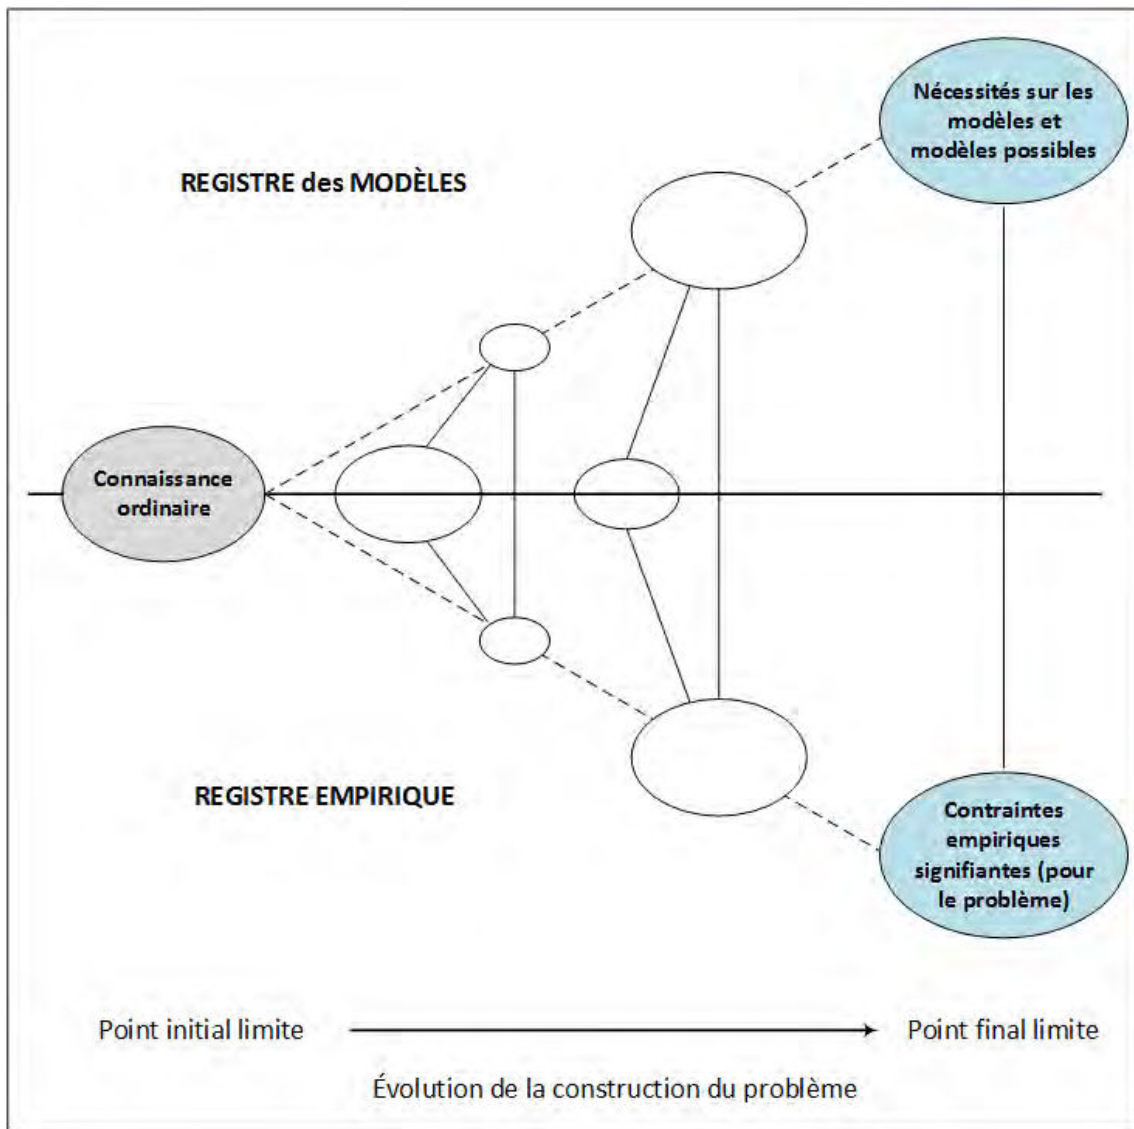 Nécessités sur les
modèles et
modèles possibles
REGISTRE des MODÈLES
Connaissance
ordinaire
REGISTRE EMPIRIQUE
Contraintes
empiriques
signifiantes (pour
le problème)
Point initial limite
Point final limite
Évolution de la construction du problème